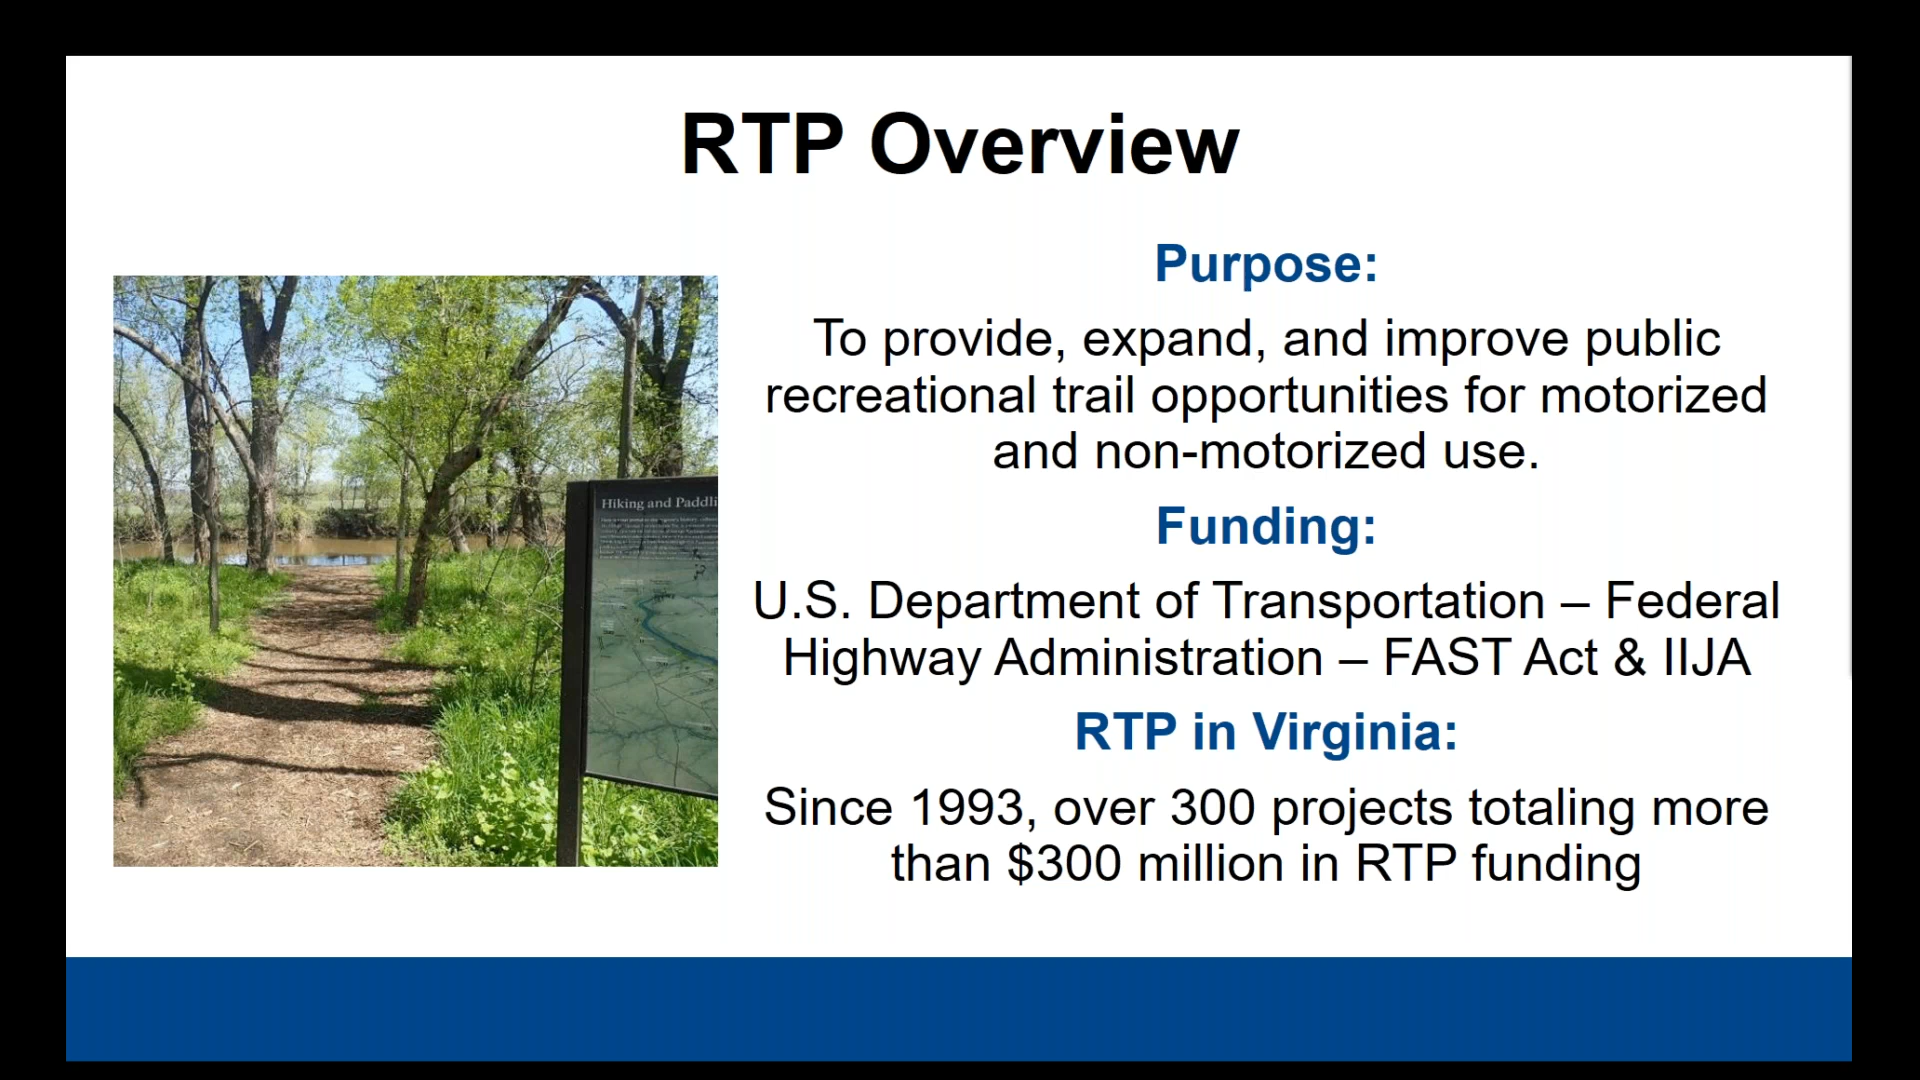 RTP Overview
Purpose:
To provide, expand, and improve public
recreational trail opportunities for motorized
and non-motorized use.
Funding:
U.S. Department of Transportation – Federal
Highway Administration – FAST Act & IIJA
RTP in Virginia:
Since 1993, over 300 projects totaling more
than $300 million in RTP funding
Hiking and Paddli